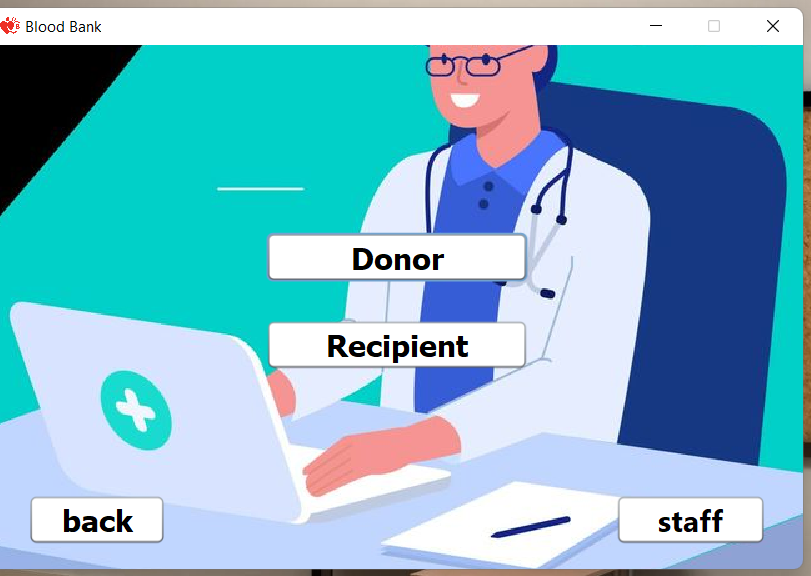 Blood Bank
Donor
Recipient
back
staff